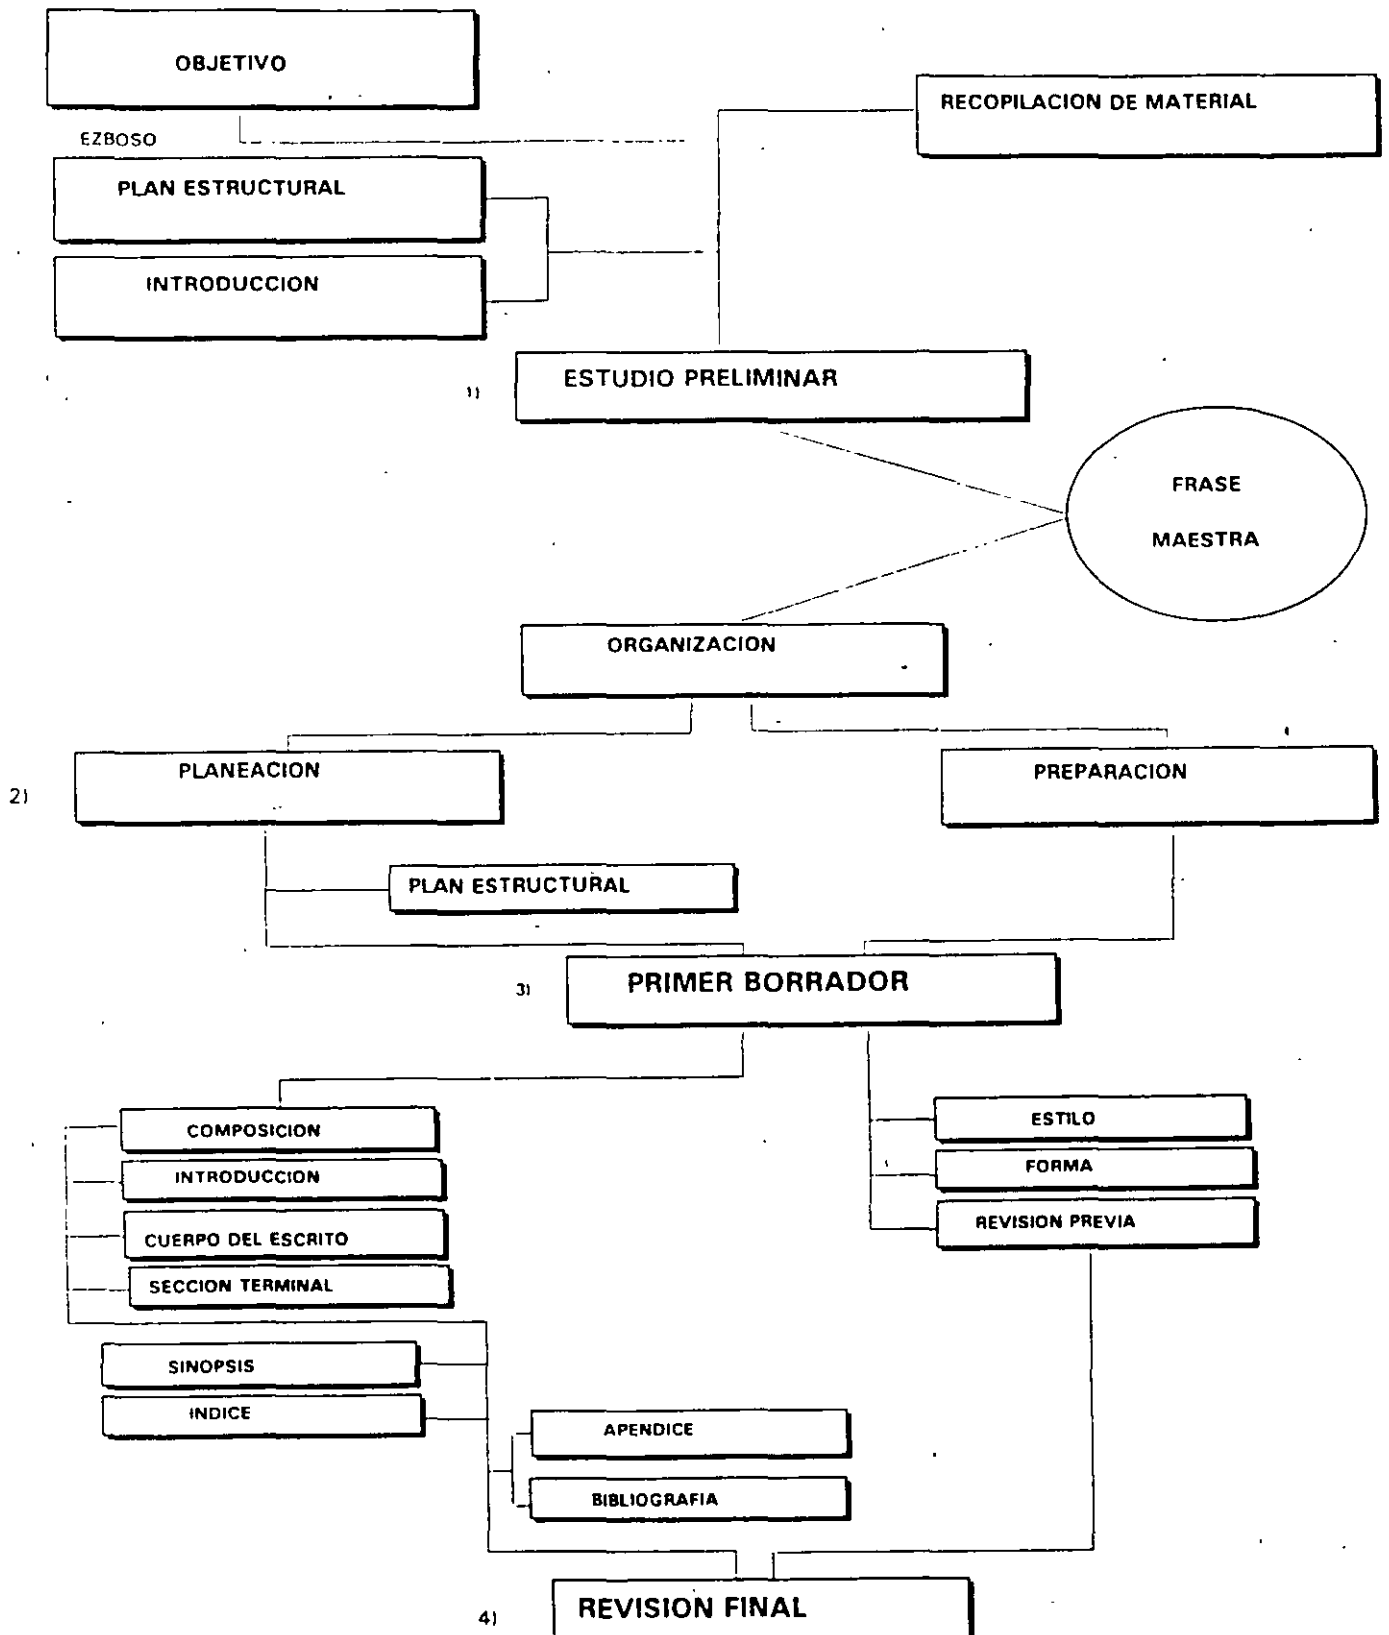 OBJETIVO
RECOPILACION DE MATERIAL
EZBOSO
PLAN ESTRUCTURAL
INTRODUCCION
1) ESTUDIO PRELIMINAR
FRASE
MAESTRA
ORGANIZACION
2) PLANEACION
PREPARACION
PLAN ESTRUCTURAL
3) PRIMER BORRADOR
COMPOSICION
INTRODUCCION
CUERPO DEL ESCRITO
SECCION TERMINAL
ESTILO
FORMA
REVISION PREVIA
SINOPSIS
INDICE
APENDICE
BIBLIOGRAFIA
4) REVISION FINAL